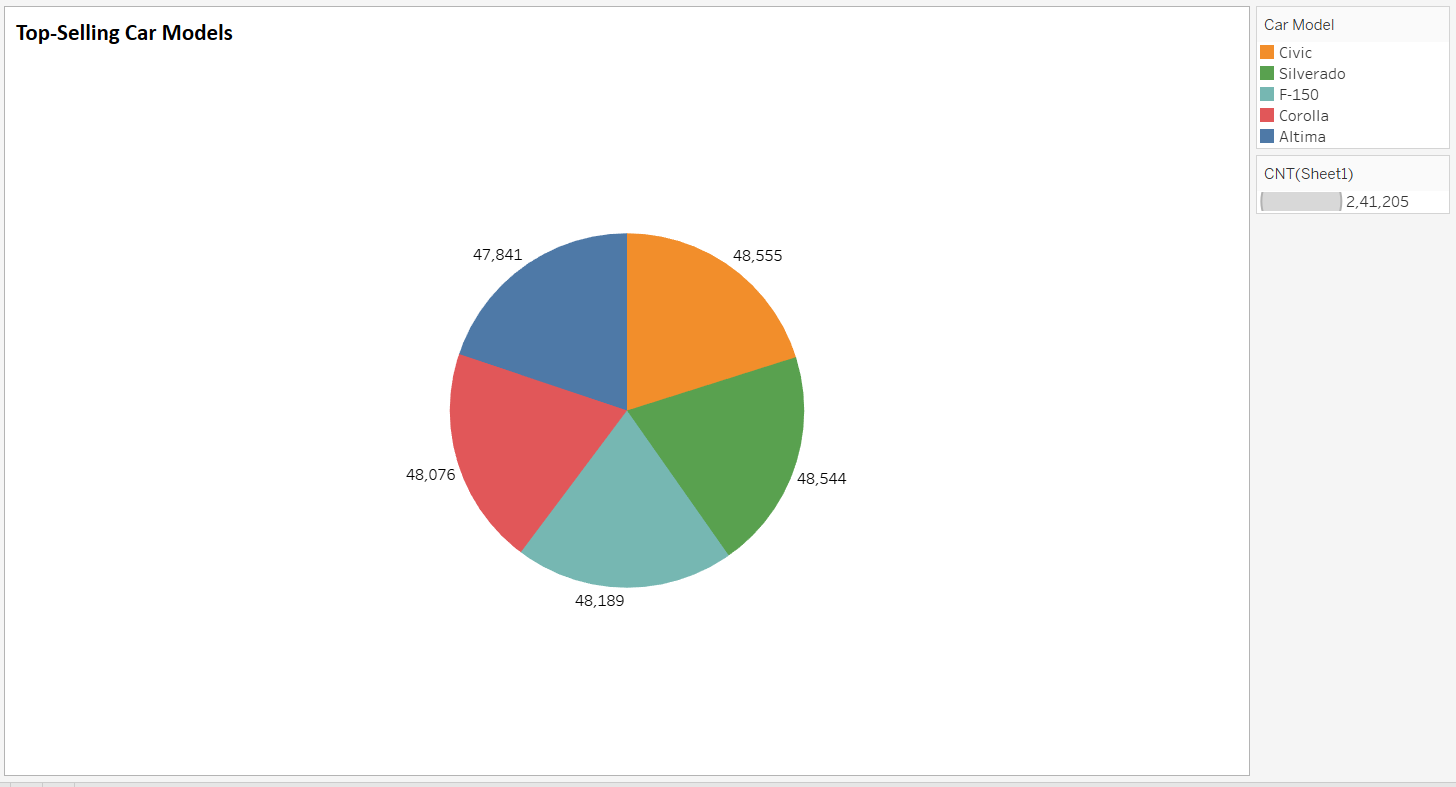 Top-Selling Car Models
47,841
48,555
48,076
48,544
48,189
Car Model
Civic
Silverado
F-150
Corolla
Altima
CNT(Sheet1)
2,41,205